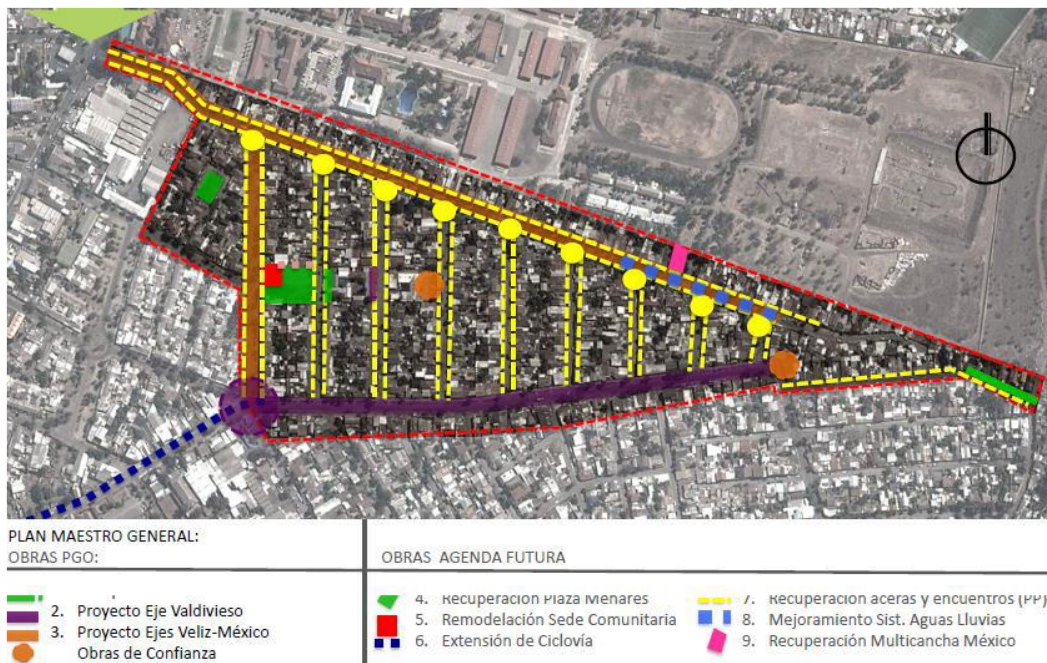 PLAN MAESTRO GENERAL:
OBRAS PGO:
2. Proyecto Eje Valdivieso
3. Proyecto Ejes Veliz-México
Obras de Confianza
OBRAS AGENDA FUTURA
4. Recuperación Plaza Menares
5. Remodelación Sede Comunitaria
6. Extensión de Ciclovía
7. Recuperación aceras y encuentros (PP)
8. Mejoramiento Sist. Aguas Lluvias
9. Recuperación Multicancha México